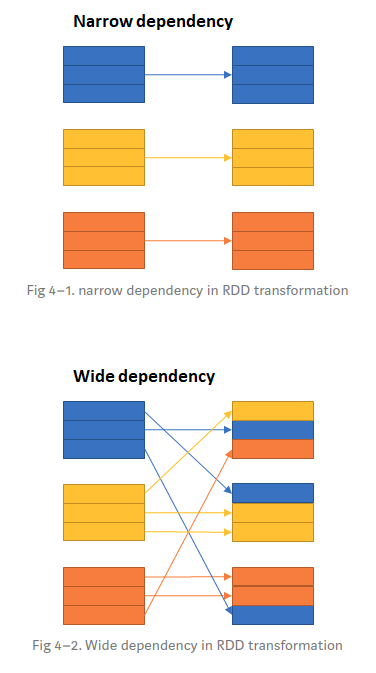 Narrow dependency
Fig 4–1. narrow dependency in RDD transformation
Wide dependency
Fig 4–2. Wide dependency in RDD transformation